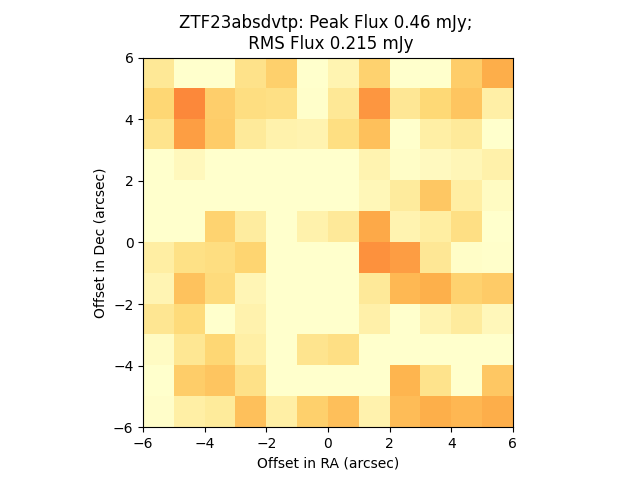 ZTF23absdvtp: Peak Flux 0.46 mJy;
RMS Flux 0.215 mJy
6
4
2
0
−2
−4
−6
Offset in Dec (arcsec)
−6 −4 −2 0 2 4 6
Offset in RA (arcsec)